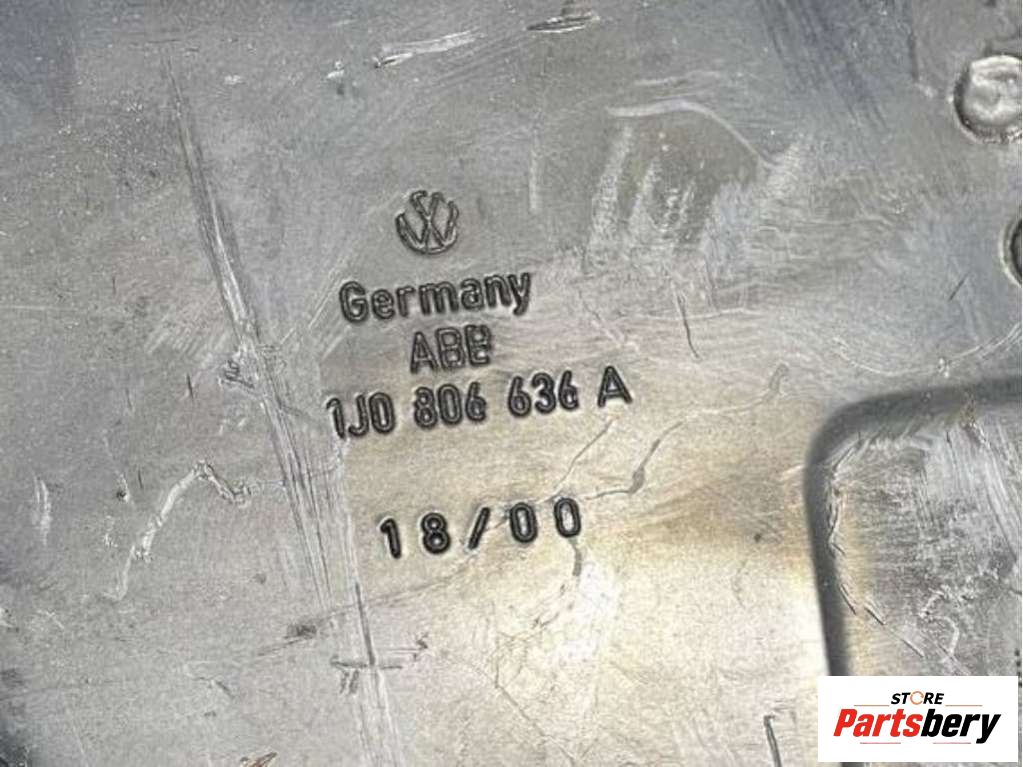 Germany
ABB
1J0 806 636 A
18/00
STORE
Partsbery